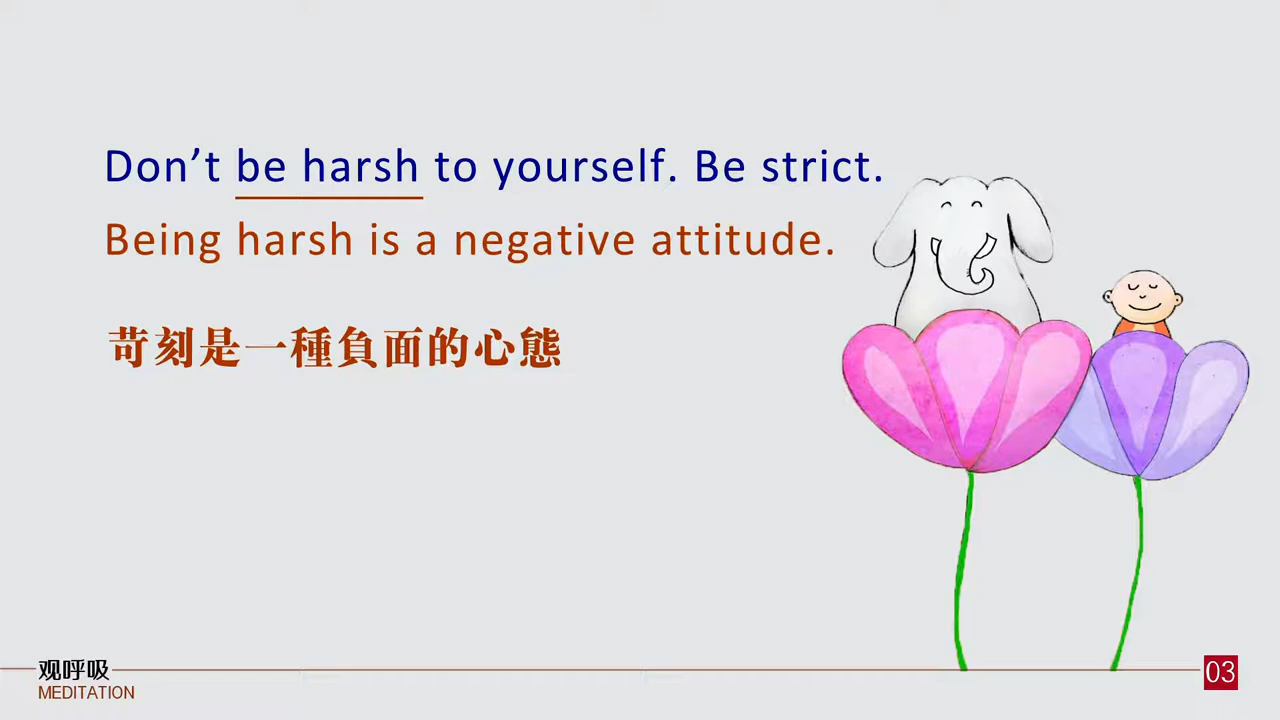 Don’t be harsh to yourself. Be strict.
Being harsh is a negative attitude.
苛刻是一種負面的心態
观呼吸
MEDITATION
03